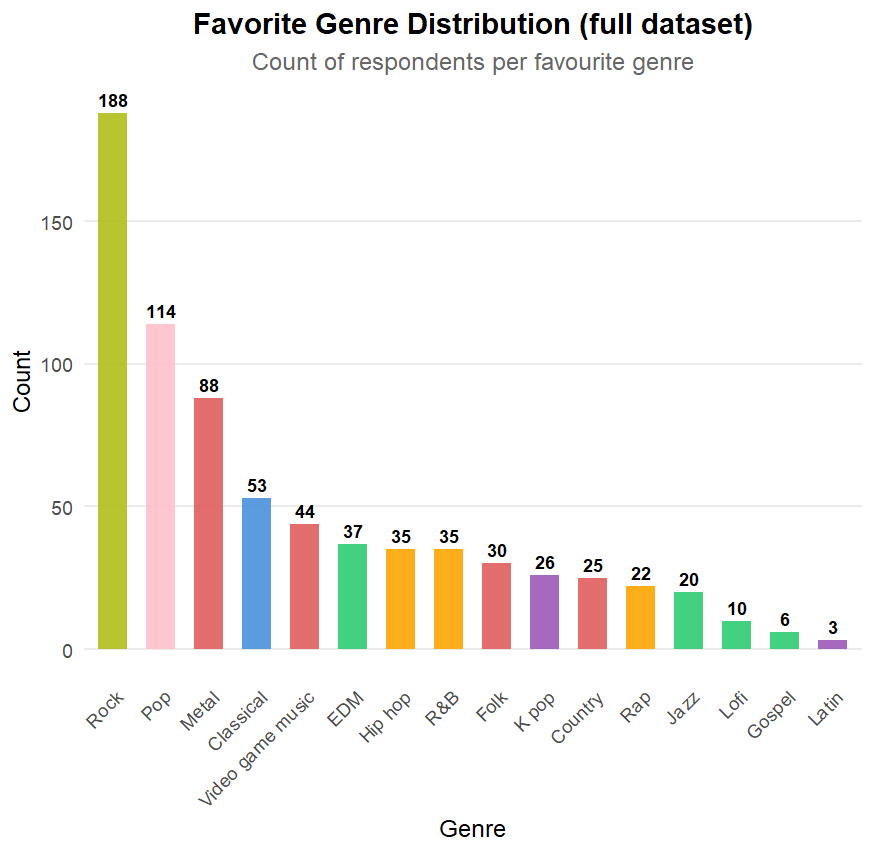 Favorite Genre Distribution (full dataset)
Count of respondents per favourite genre
Count
150
100
50
0
188
114
88
53
44
37
35
35
30
26
25
22
20
10
6
3
Rock
Pop
Metal
Classical
Video game music
EDM
Hip hop
R&B
Folk
K pop
Country
Rap
Jazz
Lofi
Gospel
Latin
Genre